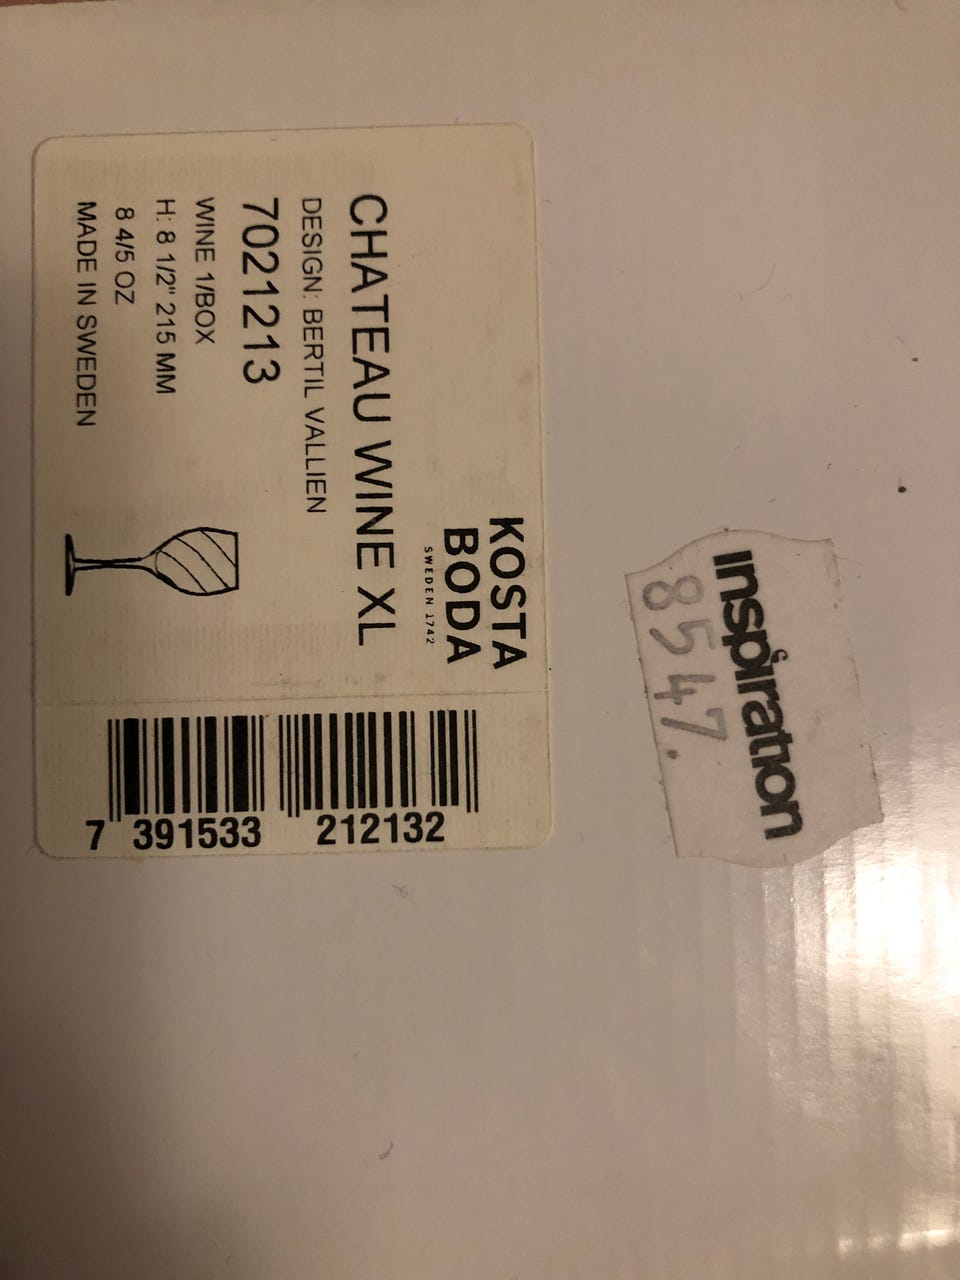 KOSTA
BODA
SWEDEN 1742
CHATEAU WINE XL
DESIGN: BERTIL VALLIEN
7021213
WINE 1/BOX
H: 8 1/2" 215 MM
8 4/5 OZ
MADE IN SWEDEN
7 391533 212132
inspiration
8547.